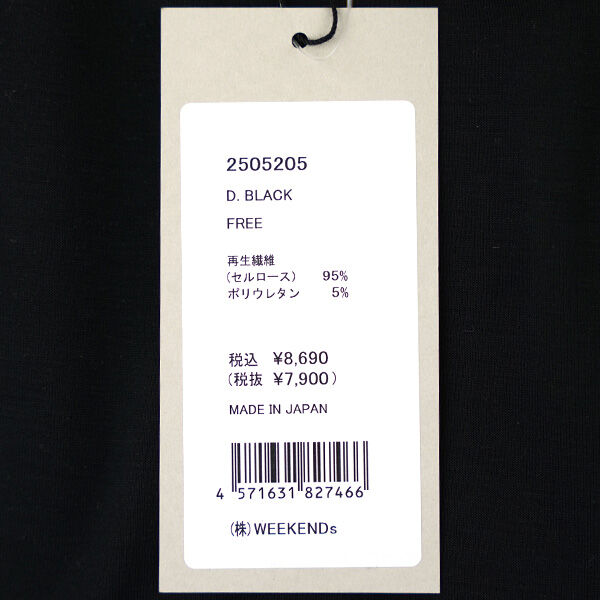 2505205
D. BLACK
FREE
再生繊維
(セルロース) 95%
ポリウレタン 5%
税込 ¥8,690
(税抜 ¥7,900)
MADE IN JAPAN
4 571631 827466
(株)WEEKENDs